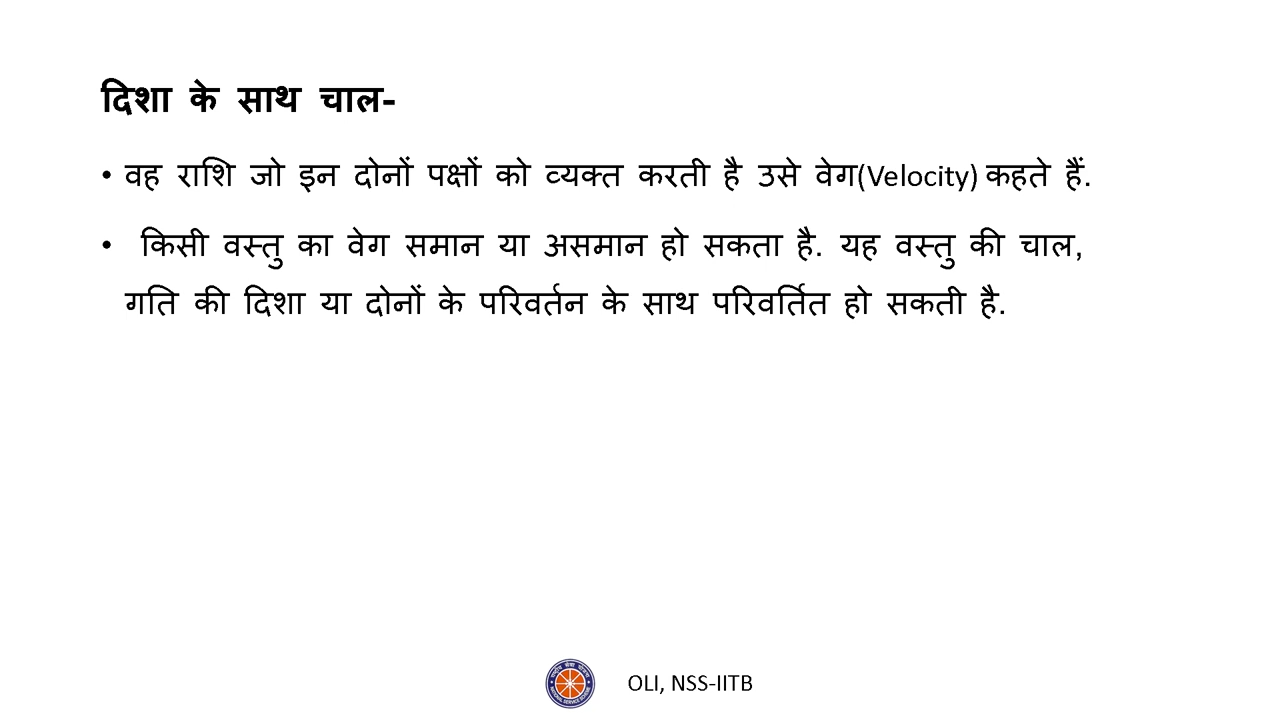 दिशा के साथ चाल-
• वह राशि जो इन दोनों पक्षों को व्यक्त करती है उसे वेग(Velocity) कहते हैं.
• किसी वस्तु का वेग समान या असमान हो सकता है. यह वस्तु की चाल,
गति की दिशा या दोनों के परिवर्तन के साथ परिवर्तित हो सकती है.
OLI, NSS-IITB